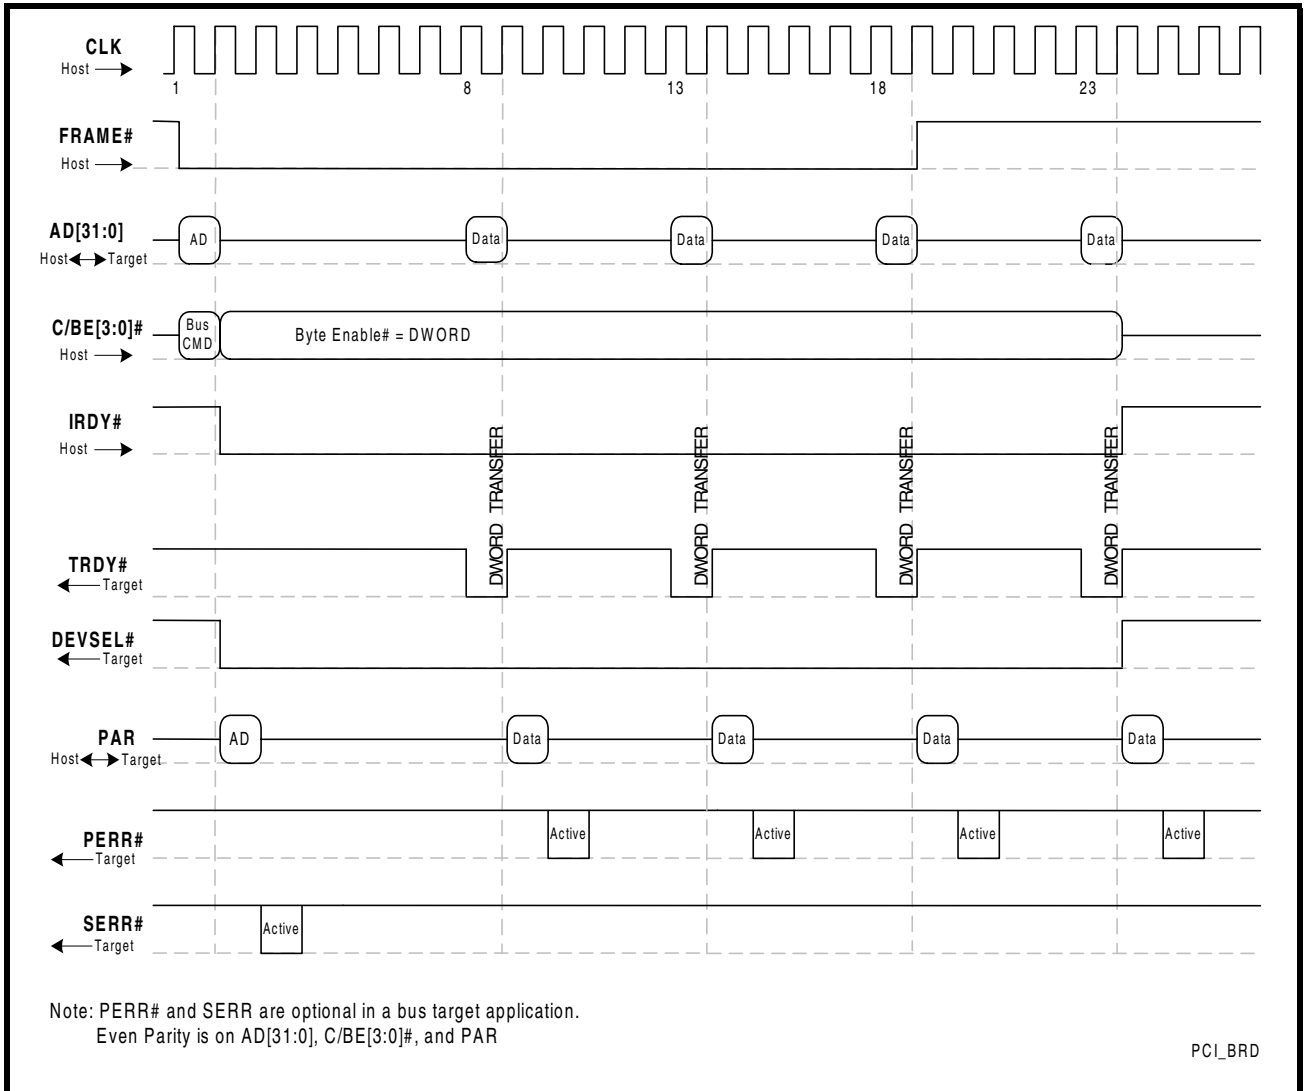 CLK
Host
1 8 13 18 23
FRAME#
Host
AD[31:0]
Host Target
AD Data Data Data Data
C/BE[3:0]#
Host
Bus
CMD
Byte Enable# = DWORD
IRDY#
Host
DWORD TRANSFER
DWORD TRANSFER
DWORD TRANSFER
DWORD TRANSFER
TRDY#
Target
DEVSEL#
Target
PAR
Host Target
AD Data Data Data Data
PERR#
Target
Active Active Active Active
SERR#
Target
Active
Note: PERR# and SERR are optional in a bus target application.
Even Parity is on AD[31:0], C/BE[3:0]#, and PAR
PCI_BRD